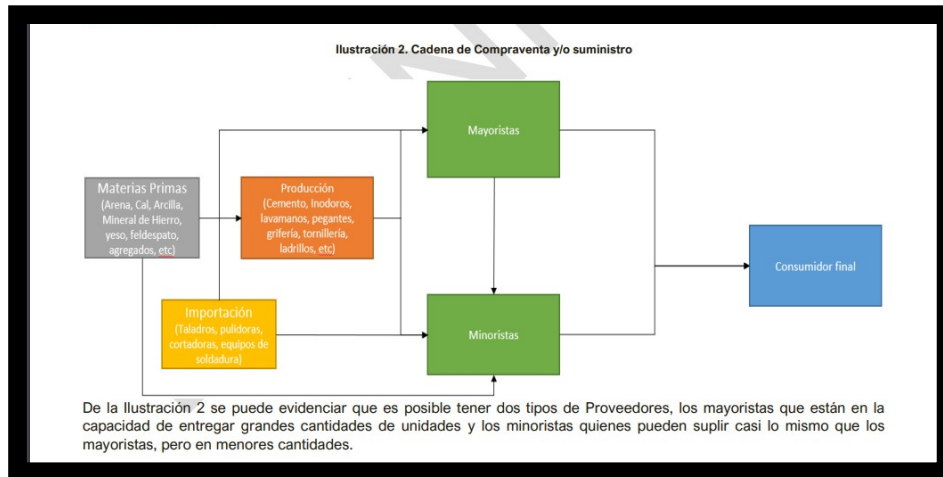 Ilustración 2. Cadena de Compraventa y/o suministro
Mayoristas
Materias Primas
(Arena, Cal, Arcilla,
Mineral de Hierro,
yeso, feldespato,
agregados, etc)
Producción
(Cemento, Inodoros,
lavamanos, pegantes,
grifería, tornillería,
ladrillos, etc)
Consumidor final
Importación
(Taladros, pulidoras,
cortadoras, equipos de
soldadura)
Minoristas
De la Ilustración 2 se puede evidenciar que es posible tener dos tipos de Proveedores, los mayoristas que están en la
capacidad de entregar grandes cantidades de unidades y los minoristas quienes pueden suplir casi lo mismo que los
mayoristas, pero en menores cantidades.